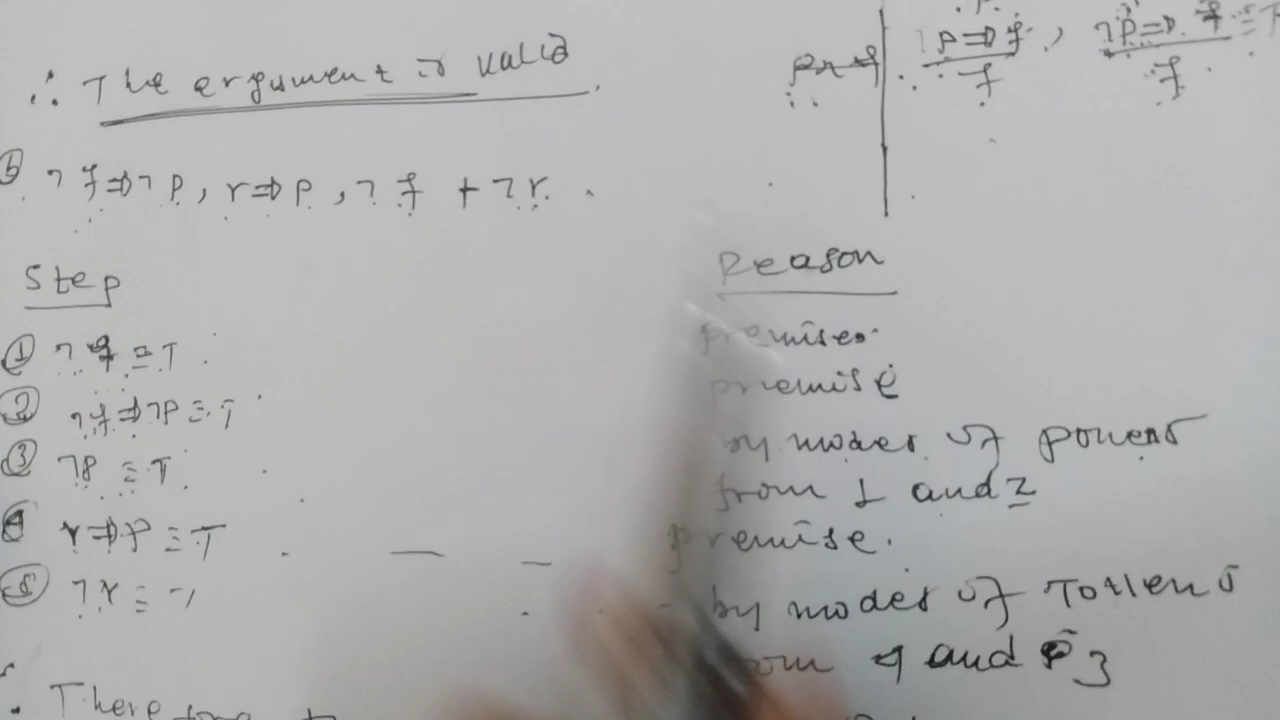 ∴ The argument is valid
P⇒q, ¬P⇒q ≡ T
q q
⑤ ¬q⇒¬P, r⇒P, ¬q ⊢ ¬r.
Step
Reason
① ¬q ≡ T
premise.
② ¬q⇒¬P ≡ T
premise
③ ¬P ≡ T.
by modes of ponens
from 1 and 2
④ r⇒P ≡ T
premise.
⑤ ¬r ≡
by modes of Tollens
4 and 3